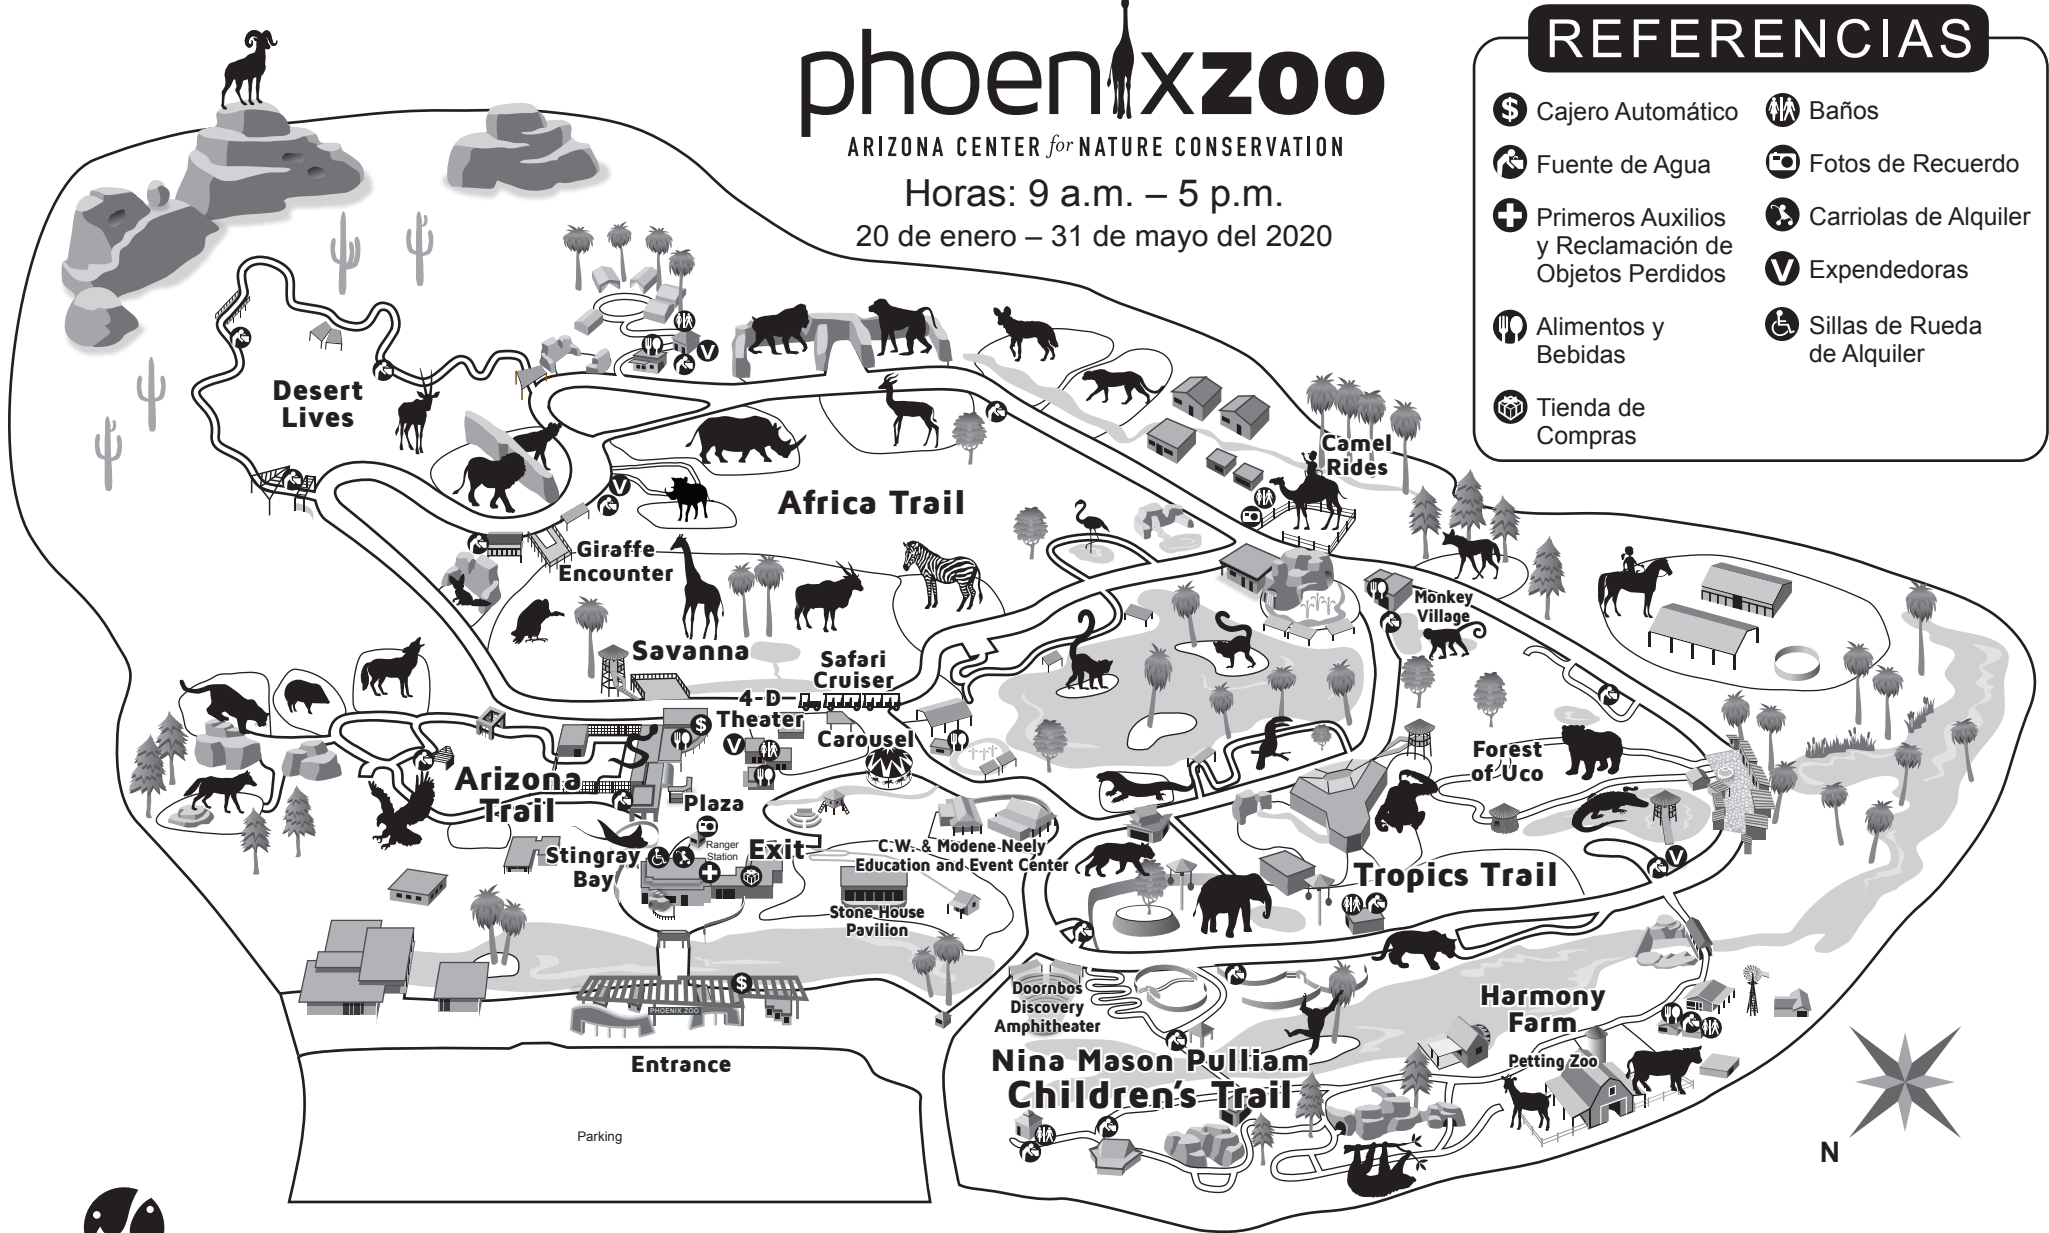 phoenixzoo
ARIZONA CENTER for NATURE CONSERVATION
Horas: 9 a.m. – 5 p.m.
20 de enero – 31 de mayo del 2020
REFERENCIAS
$ Cajero Automático
Fuente de Agua
Primeros Auxilios
y Reclamación de
Objetos Perdidos
Alimentos y
Bebidas
Tienda de
Compras
Baños
Fotos de Recuerdo
Carriolas de Alquiler
V Expendedoras
Sillas de Rueda
de Alquiler
Desert
Lives
V
Camel
Rides
Africa Trail
V
Giraffe
Encounter
Monkey
Village
Savanna
Safari
Cruiser
4-D
Theater
$
V
Carousel
Forest
of Uco
Arizona
Trail
Plaza
Stingray
Bay
Ranger
Station
Exit
C.W. & Modene Neely
Education and Event Center
V
Tropics Trail
Stone House
Pavilion
$
PHOENIX ZOO
Entrance
Doornbos
Discovery
Amphitheater
Harmony
Farm
Petting Zoo
Nina Mason Pulliam
Children's Trail
Parking
N